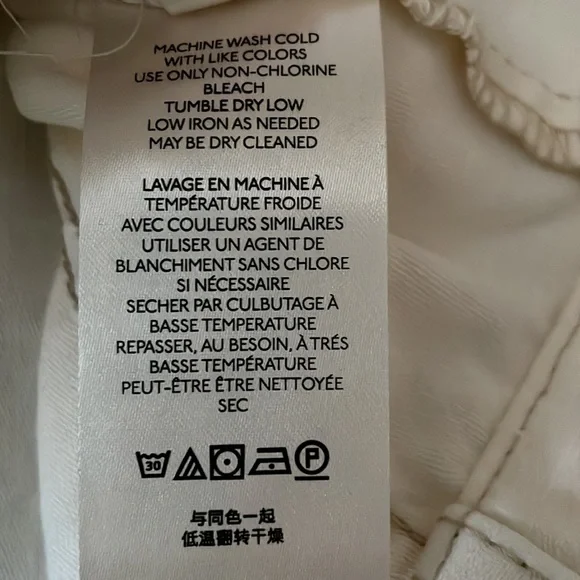 MACHINE WASH COLD
WITH LIKE COLORS
USE ONLY NON-CHLORINE
BLEACH
TUMBLE DRY LOW
LOW IRON AS NEEDED
MAY BE DRY CLEANED
LAVAGE EN MACHINE À
TEMPÉRATURE FROIDE
AVEC COULEURS SIMILAIRES
UTILISER UN AGENT DE
BLANCHIMENT SANS CHLORE
SI NÉCESSAIRE
SECHER PAR CULBUTAGE À
BASSE TEMPERATURE
REPASSER, AU BESOIN, À TRÉS
BASSE TEMPÉRATURE
PEUT-ÊTRE ÊTRE NETTOYÉE
SEC
30 P
与同色一起
低温翻转干燥